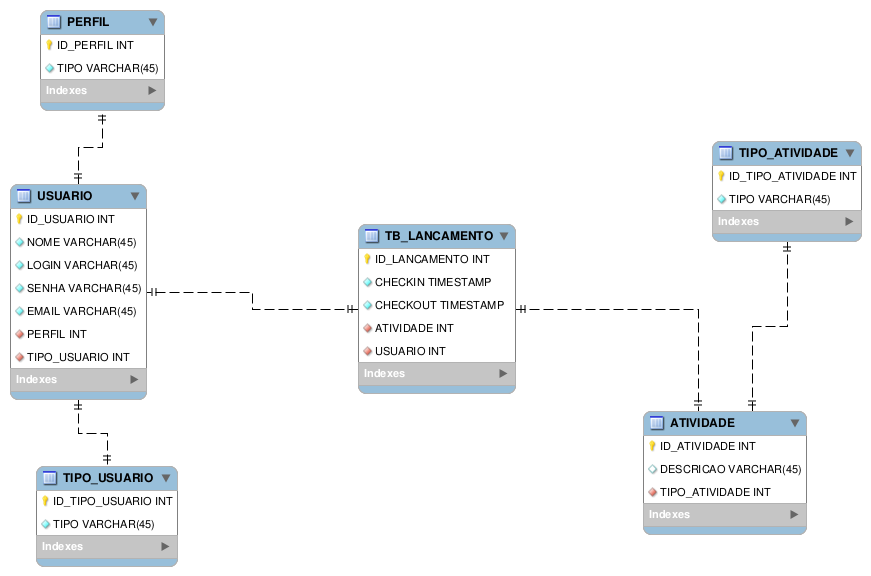 PERFIL
ID_PERFIL INT
TIPO VARCHAR(45)
Indexes
USUARIO
ID_USUARIO INT
NOME VARCHAR(45)
LOGIN VARCHAR(45)
SENHA VARCHAR(45)
EMAIL VARCHAR(45)
PERFIL INT
TIPO_USUARIO INT
Indexes
TIPO_USUARIO
ID_TIPO_USUARIO INT
TIPO VARCHAR(45)
Indexes
TB_LANCAMENTO
ID_LANCAMENTO INT
CHECKIN TIMESTAMP
CHECKOUT TIMESTAMP
ATIVIDADE INT
USUARIO INT
Indexes
TIPO_ATIVIDADE
ID_TIPO_ATIVIDADE INT
TIPO VARCHAR(45)
Indexes
ATIVIDADE
ID_ATIVIDADE INT
DESCRICAO VARCHAR(45)
TIPO_ATIVIDADE INT
Indexes